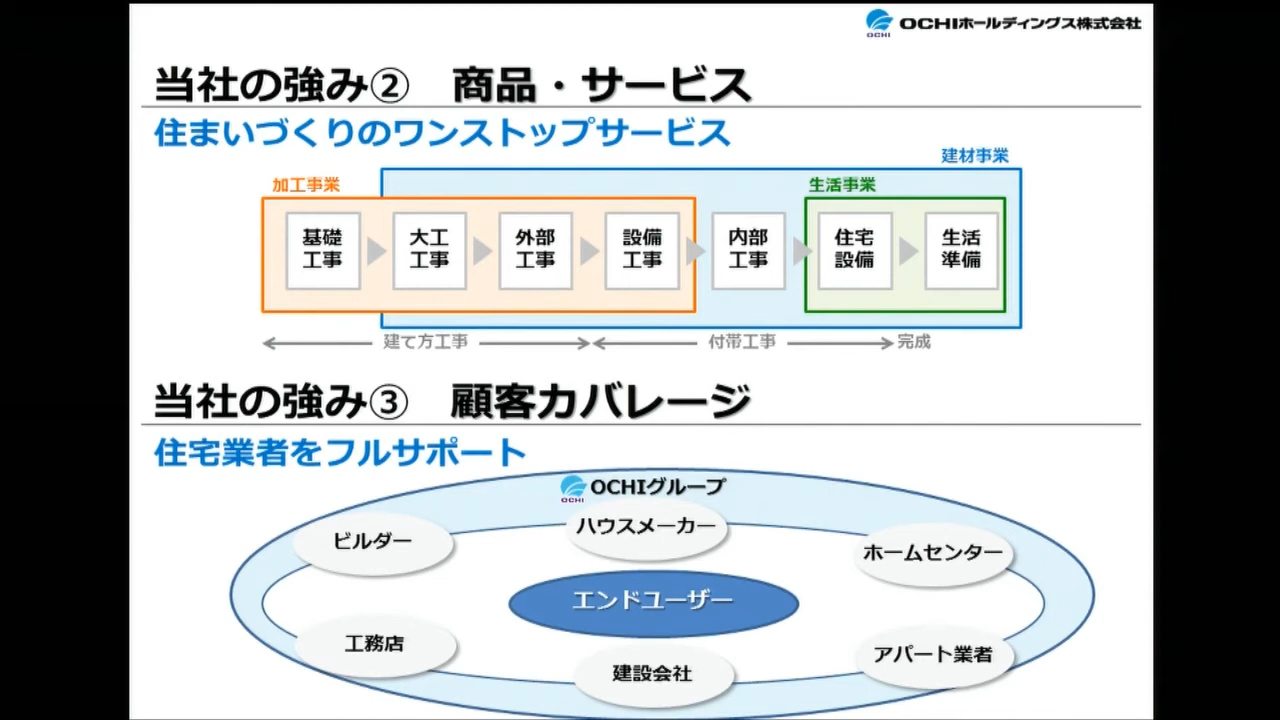 OCHI
OCHIホールディングス株式会社
当社の強み② 商品・サービス
住まいづくりのワンストップサービス
建材事業
加工事業
生活事業
基礎
工事
大工
工事
外部
工事
設備
工事
内部
工事
住宅
設備
生活
準備
建て方工事
付帯工事
完成
当社の強み③ 顧客カバレージ
住宅業者をフルサポート
OCHI
OCHIグループ
ビルダー
ハウスメーカー
ホームセンター
エンドユーザー
工務店
建設会社
アパート業者